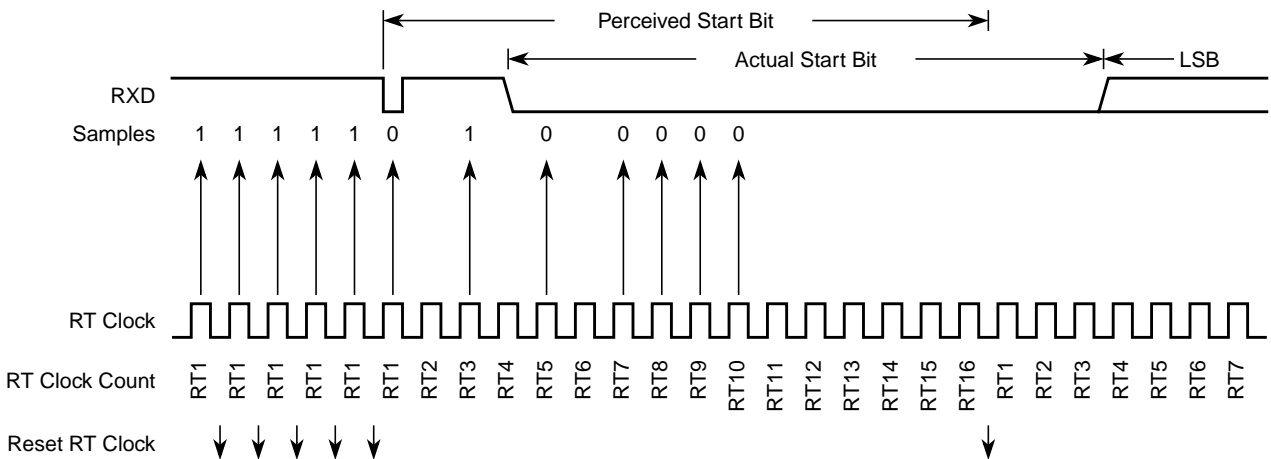 Perceived Start Bit
Actual Start Bit
LSB
RXD
Samples 1 1 1 1 1 0 1 0 0 0 0 0
RT Clock
RT Clock Count RT1 RT1 RT1 RT1 RT1 RT1 RT2 RT3 RT4 RT5 RT6 RT7 RT8 RT9 RT10 RT11 RT12 RT13 RT14 RT15 RT16 RT1 RT2 RT3 RT4 RT5 RT6 RT7
Reset RT Clock